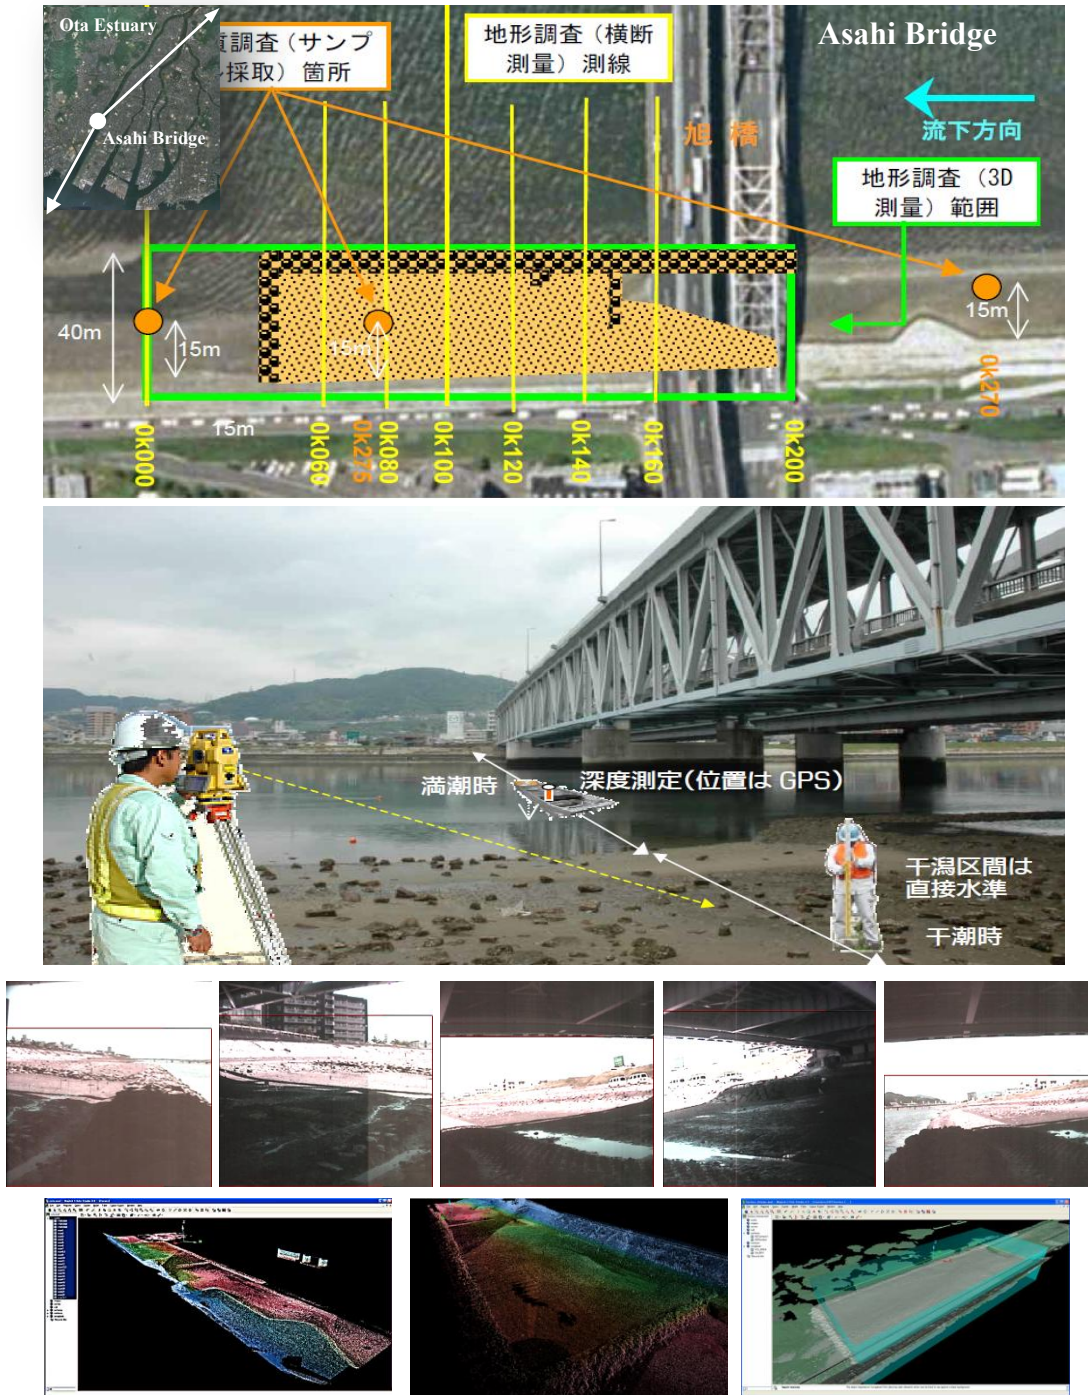 Ota Estuary
Asahi Bridge
質調査(サンプ
採取) 箇所
地形調査(横断
測量) 測線
Asahi Bridge
流下方向
旭 橋
地形調査(3D
測量) 範囲
40m
15m
15m
15m
15m
0k000
0k060
0k275
0k080
0k100
0k120
0k140
0k160
0k200
0k270
満潮時
深度測定(位置は GPS)
干潟区間は
直接水準
干潮時